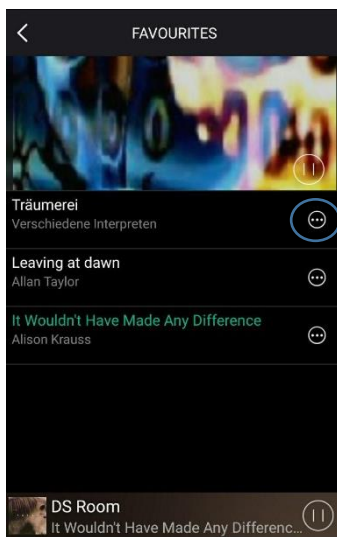 FAVOURITES
Träumerei
Verschiedene Interpreten
Leaving at dawn
Allan Taylor
It Wouldn't Have Made Any Difference
Alison Krauss
DS Room
It Wouldn't Have Made Any Differenc...